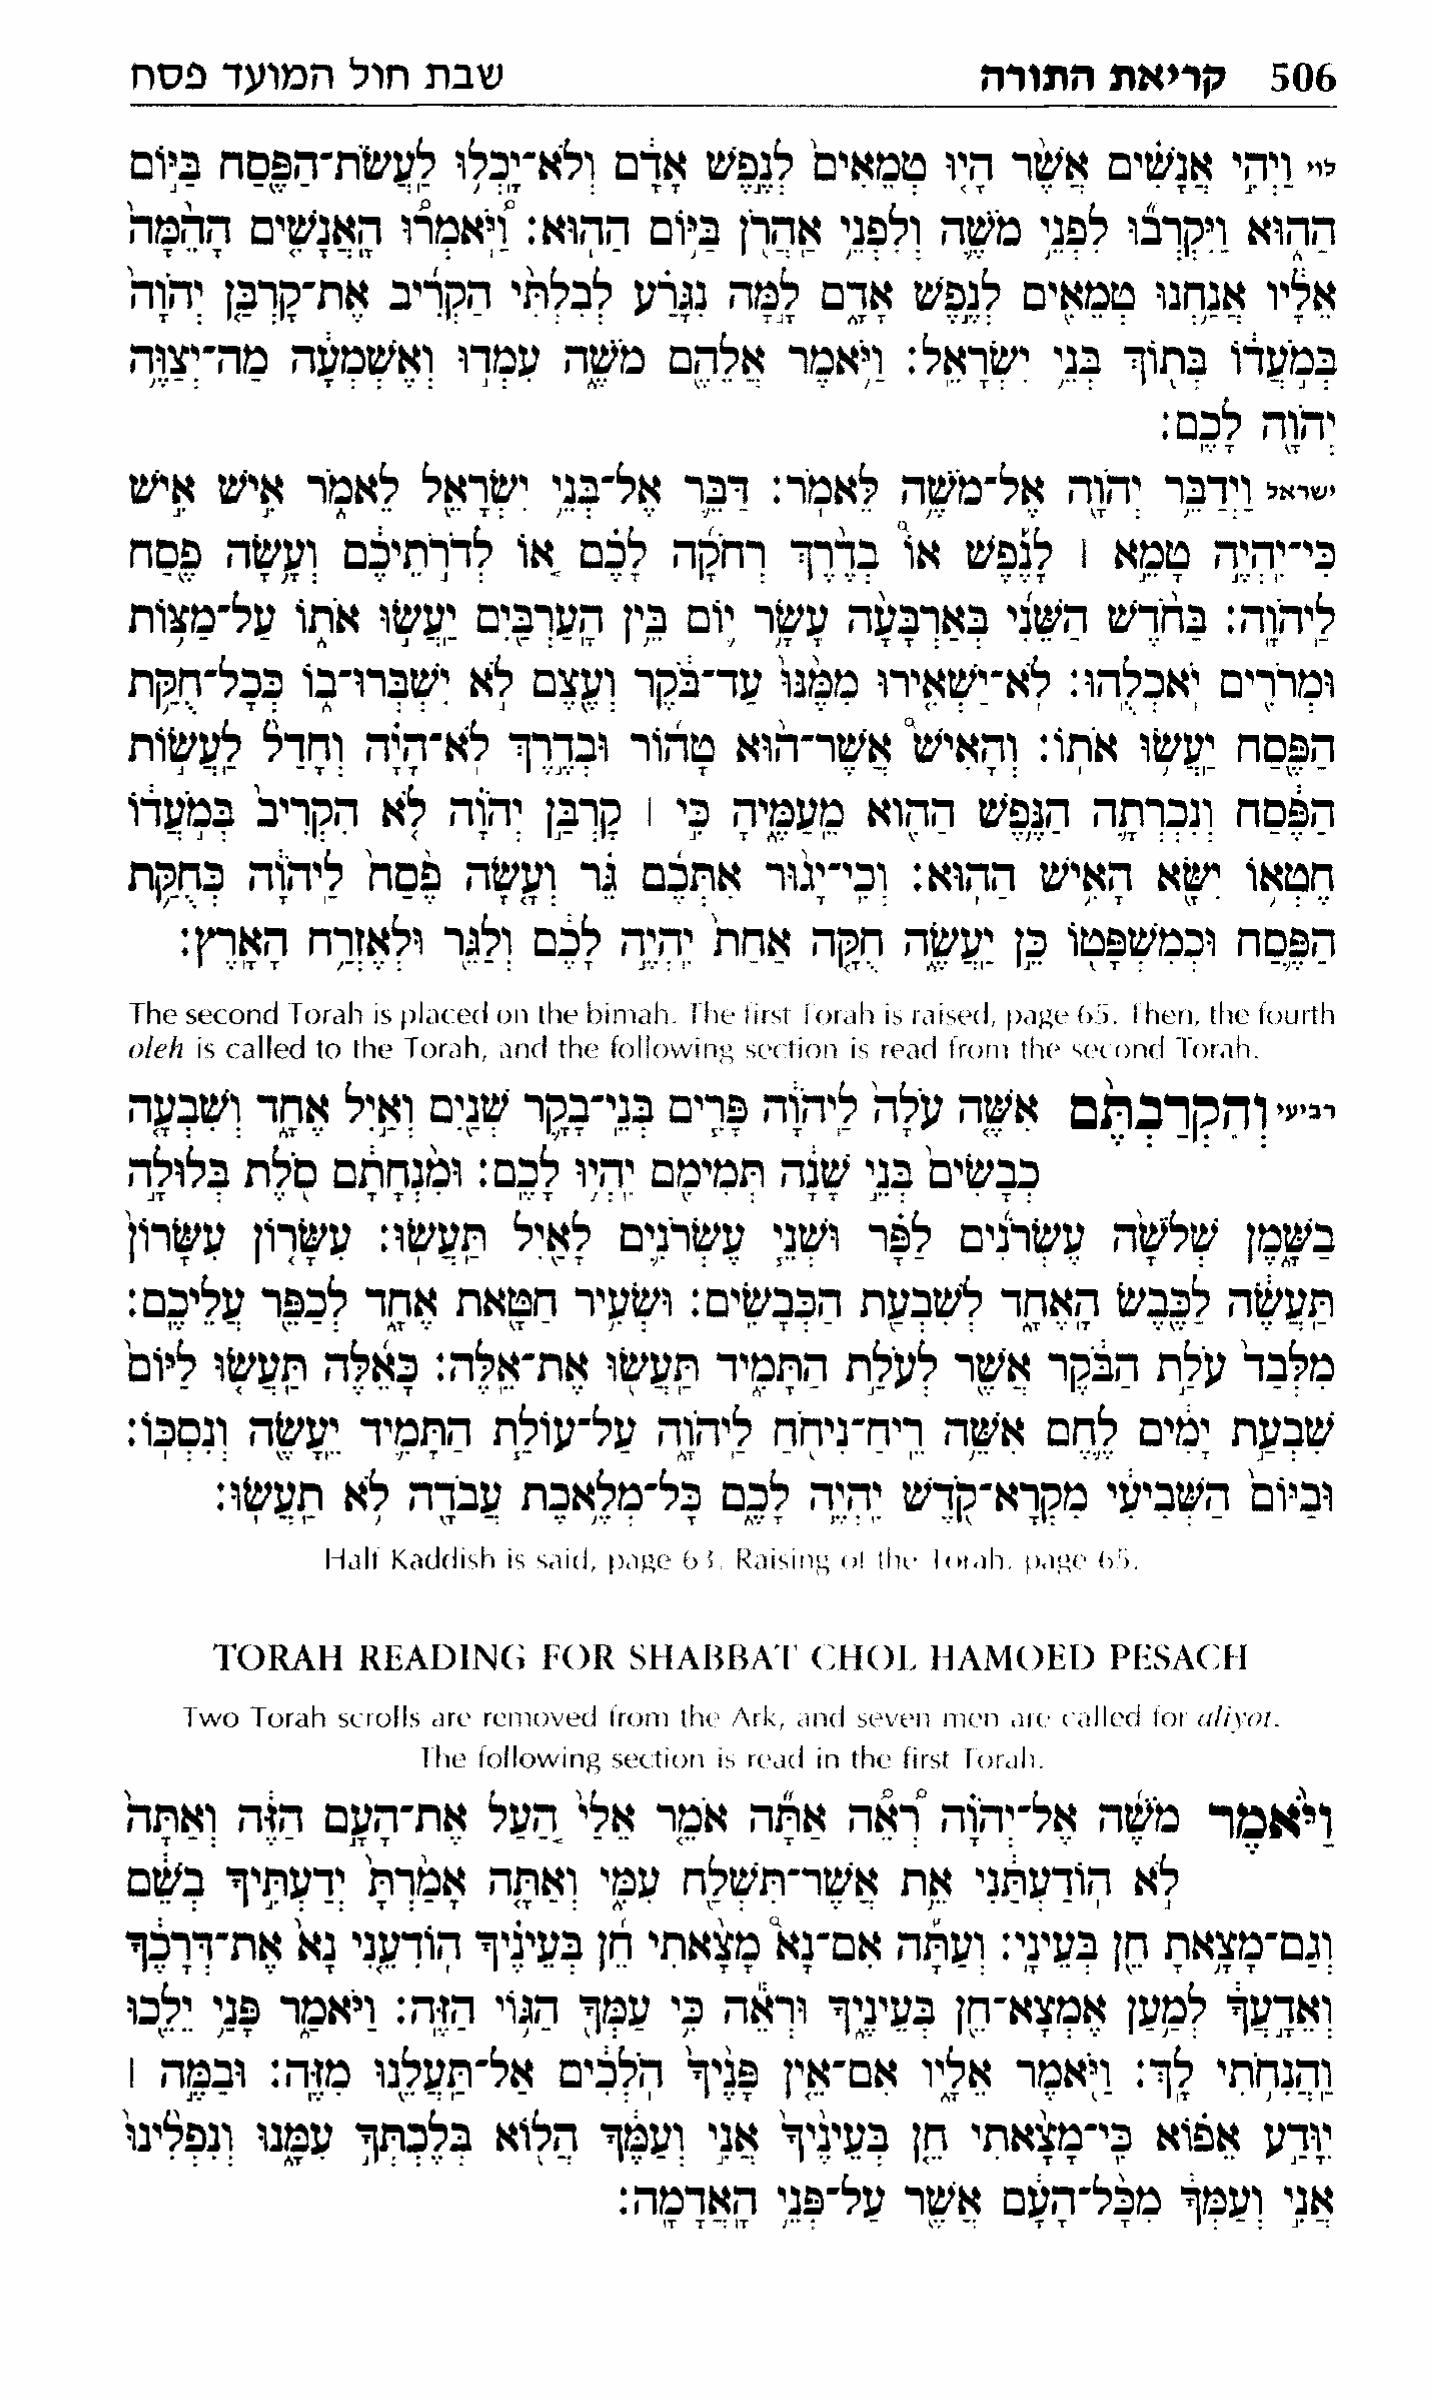 506 קריאת התורה שבת חול המועד פסח
לוי וַיְהִ֣י אֲנָשִׁ֗ים אֲשֶׁ֨ר הָי֤וּ טְמֵאִים֙ לְנֶ֣פֶשׁ אָדָ֔ם וְלֹא־יָכְל֥וּ לַעֲשֹׂת־הַפֶּ֖סַח בַּיּ֣וֹם
הַה֑וּא וַיִּקְרְב֞וּ לִפְנֵ֥י מֹשֶׁ֛ה וְלִפְנֵ֥י אַהֲרֹ֖ן בַּיּ֥וֹם הַהֽוּא׃ וַ֠יֹּאמְר֠וּ הָאֲנָשִׁ֤ים הָהֵ֙מָּה֙
אֵלָ֔יו אֲנַ֥חְנוּ טְמֵאִ֖ים לְנֶ֣פֶשׁ אָדָ֑ם לָ֣מָּה נִגָּרַ֗ע לְבִלְתִּ֨י הַקְרִ֜יב אֶת־קָרְבַּ֤ן יְהוָה֙
בְּמֹ֣עֲד֔וֹ בְּת֖וֹךְ בְּנֵ֥י יִשְׂרָאֵֽל׃ וַיֹּ֥אמֶר אֲלֵהֶ֖ם מֹשֶׁ֑ה עִמְד֣וּ וְאֶשְׁמְעָ֔ה מַה־יְצַוֶּ֥ה
יְהוָ֖ה לָכֶֽם׃
ישראל וַיְדַבֵּ֥ר יְהוָ֖ה אֶל־מֹשֶׁ֥ה לֵּאמֹֽר׃ דַּבֵּ֛ר אֶל־בְּנֵ֥י יִשְׂרָאֵ֖ל לֵאמֹ֑ר אִ֣ישׁ אִ֣ישׁ
כִּי־יִהְיֶֽה טָמֵ֣א ׀ לָנֶ֡פֶשׁ אוֹ֩ בְדֶ֨רֶךְ רְחֹקָ֜ה לָכֶ֗ם א֚וֹ לְדֹרֹ֣תֵיכֶ֔ם וְעָ֥שָׂה פֶ֖סַח
לַיהוָֽה׃ בַּחֹ֨דֶשׁ הַשֵּׁנִ֜י בְּאַרְבָּעָ֨ה עָשָׂ֥ר י֛וֹם בֵּ֥ין הָעַרְבַּ֖יִם יַעֲשׂ֣וּ אֹת֑וֹ עַל־מַצּ֥וֹת
וּמְרֹרִ֖ים יֹאכְלֻֽהוּ׃ לֹֽא־יַשְׁאִ֤ירוּ מִמֶּ֙נּוּ֙ עַד־בֹּ֔קֶר וְעֶ֖צֶם לֹ֣א יִשְׁבְּרוּ־ב֑וֹ כְּכָל־חֻקַּ֥ת
הַפֶּ֖סַח יַעֲשׂ֥וּ אֹתֽוֹ׃ וְהָאִישׁ֩ אֲשֶׁר־ה֨וּא טָה֜וֹר וּבְדֶ֣רֶךְ לֹא־הָיָ֗ה וְחָדַל֙ לַעֲשׂ֣וֹת
הַפֶּ֔סַח וְנִכְרְתָ֛ה הַנֶּ֥פֶשׁ הַהִ֖וא מֵֽעַמֶּ֑יהָ כִּ֣י ׀ קָרְבַּ֣ן יְהוָ֗ה לֹ֤א הִקְרִיב֙ בְּמֹ֣עֲד֔וֹ
חֶטְא֥וֹ יִשָּׂ֖א הָאִ֥ישׁ הַהֽוּא׃ וְכִֽי־יָג֨וּר אִתְּכֶ֜ם גֵּ֗ר וְעָ֤שָֽׂה פֶ֙סַח֙ לַֽיהוָ֔ה כְּחֻקַּ֥ת
הַפֶּ֛סַח וּכְמִשְׁפָּט֖וֹ כֵּ֣ן יַעֲשֶׂ֑ה חֻקָּ֤ה אַחַת֙ יִהְיֶ֣ה לָכֶ֔ם וְלַגֵּ֖ר וּלְאֶזְרַ֥ח הָאָֽרֶץ׃
The second Torah is placed on the bimah. The first Torah is raised, page 65. Then, the fourth
oleh is called to the Torah, and the following section is read from the second Torah.
רביעי וְהִקְרַבְתֶּ֨ם אִשֶּׁ֤ה עֹלָה֙ לַֽיהוָ֔ה פָּרִ֧ים בְּנֵי־בָקָ֛ר שְׁנַ֖יִם וְאַ֣יִל אֶחָ֑ד וְשִׁבְעָ֤ה
כְבָשִׂים֙ בְּנֵ֣י שָׁנָ֔ה תְּמִימִ֖ם יִהְי֥וּ לָכֶֽם׃ וּמִ֨נְחָתָ֔ם סֹ֖לֶת בְּלוּלָ֣ה
בַשָּׁ֑מֶן שְׁלֹשָׁ֨ה עֶשְׂרֹנִ֜ים לַפָּ֗ר וּשְׁנֵ֧י עֶשְׂרֹנִ֛ים לָאַ֖יִל תַּעֲשֽׂוּ׃ עִשָּׂר֤וֹן עִשָּׂרוֹן֙
תַּעֲשֶׂ֔ה לַכֶּ֖בֶשׂ הָאֶחָ֑ד לְשִׁבְעַ֖ת הַכְּבָשִֽׂים׃ וּשְׂעִ֥יר חַטָּ֖את אֶחָ֑ד לְכַפֵּ֖ר עֲלֵיכֶֽם׃
מִלְּבַד֙ עֹלַ֣ת הַבֹּ֔קֶר אֲשֶׁ֖ר לְעֹלַ֣ת הַתָּמִ֑יד תַּעֲשׂ֖וּ אֶת־אֵֽלֶּה׃ כָּאֵ֜לֶּה תַּעֲשׂ֤וּ לַיּוֹם֙
שִׁבְעַ֣ת יָמִ֔ים לֶ֛חֶם אִשֵּׁ֥ה רֵֽיחַ־נִיחֹ֖חַ לַיהוָ֑ה עַל־עוֹלַ֧ת הַתָּמִ֛יד יֵעָשֶׂ֖ה וְנִסְכּֽוֹ׃
וּבַיּוֹם֙ הַשְּׁבִיעִ֔י מִקְרָא־קֹ֖דֶשׁ יִהְיֶ֣ה לָכֶ֑ם כָּל־מְלֶ֥אכֶת עֲבֹדָ֖ה לֹ֥א תַעֲשֽׂוּ׃
Half Kaddish is said, page 63. Raising of the Torah, page 65.
TORAH READING FOR SHABBAT CHOL HAMOED PESACH
Two Torah scrolls are removed from the Ark, and seven men are called for aliyot.
The following section is read in the first Torah.
וַיֹּ֨אמֶר מֹשֶׁ֜ה אֶל־יְהוָ֗ה רְ֠אֵה אַתָּ֞ה אֹמֵ֤ר אֵלַי֙ הַ֚עַל אֶת־הָעָ֣ם הַזֶּ֔ה וְאַתָּה֙
לֹ֣א הֽוֹדַעְתַּ֔נִי אֵ֥ת אֲשֶׁר־תִּשְׁלַ֖ח עִמִּ֑י וְאַתָּ֤ה אָמַ֙רְתָּ֙ יְדַעְתִּ֣יךָ בְשֵׁ֔ם
וְגַם־מָצָ֥אתָ חֵ֖ן בְּעֵינָֽי׃ וְעַתָּ֡ה אִם־נָא֩ מָצָ֨אתִי חֵ֜ן בְּעֵינֶ֗יךָ הוֹדִעֵ֤נִי נָא֙ אֶת־דְּרָכֶ֔ךָ
וְאֵדָ֣עֲךָ֔ לְמַ֥עַן אֶמְצָא־חֵ֖ן בְּעֵינֶ֑יךָ וּרְאֵ֕ה כִּ֥י עַמְּךָ֖ הַגּ֥וֹי הַזֶּֽה׃ וַיֹּאמַ֑ר פָּנַ֥י יֵלֵ֖כוּ
וַהֲנִחֹ֥תִי לָֽךְ׃ וַיֹּ֖אמֶר אֵלָ֑יו אִם־אֵ֤ין פָּנֶ֙יךָ֙ הֹלְכִ֔ים אַֽל־תַּעֲלֵ֖נוּ מִזֶּֽה׃ וּבַמֶּ֣ה ׀
יִוָּדַ֣ע אֵפ֗וֹא כִּֽי־מָצָ֨אתִי חֵ֤ן בְּעֵינֶ֙יךָ֙ אֲנִ֣י וְעַמֶּ֔ךָ הֲל֖וֹא בְּלֶכְתְּךָ֣ עִמָּ֑נוּ וְנִפְלִ֙ינוּ֙
אֲנִ֣י וְעַמְּךָ֔ מִכָּ֨ל־הָעָ֔ם אֲשֶׁ֖ר עַל־פְּנֵ֥י הָאֲדָמָֽה׃